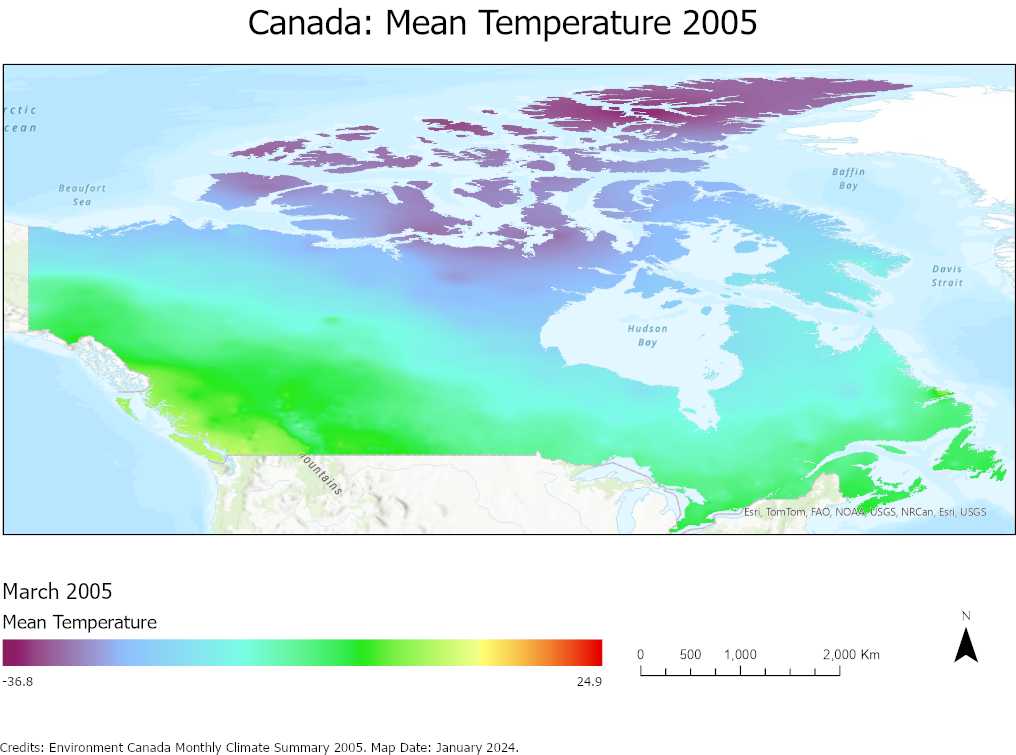 Canada: Mean Temperature 2005
rctic
cean
Beaufort
Sea
Baffin
Bay
Davis
Strait
Hudson
Bay
ountains
Esri, TomTom, FAO, NOAA, USGS, NRCan, Esri, USGS
March 2005
Mean Temperature
-36.8
24.9
0 500 1,000 2,000 Km
N
Credits: Environment Canada Monthly Climate Summary 2005. Map Date: January 2024.